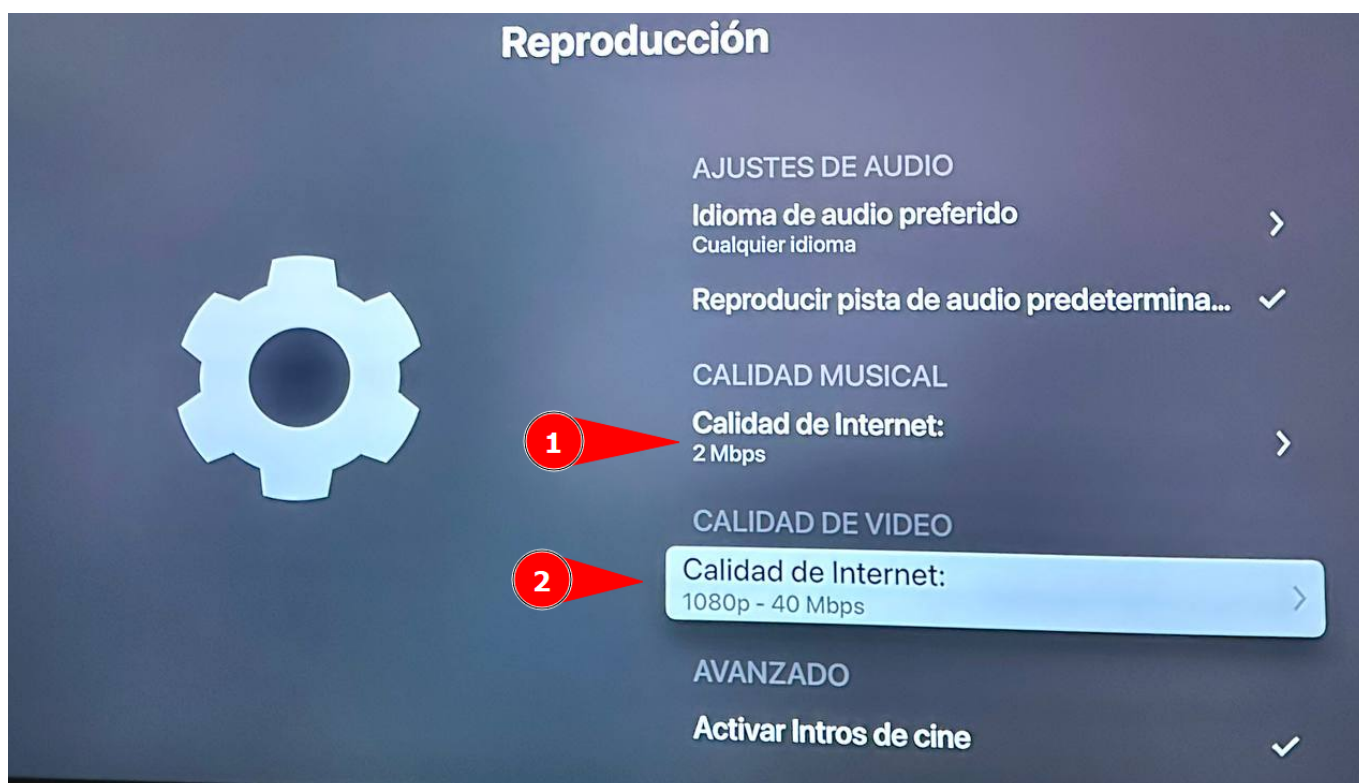 Reproducción
AJUSTES DE AUDIO
Idioma de audio preferido
Cualquier idioma
Reproducir pista de audio predetermina...
CALIDAD MUSICAL
Calidad de Internet:
1
2 Mbps
CALIDAD DE VIDEO
Calidad de Internet:
2
1080p - 40 Mbps
AVANZADO
Activar Intros de cine